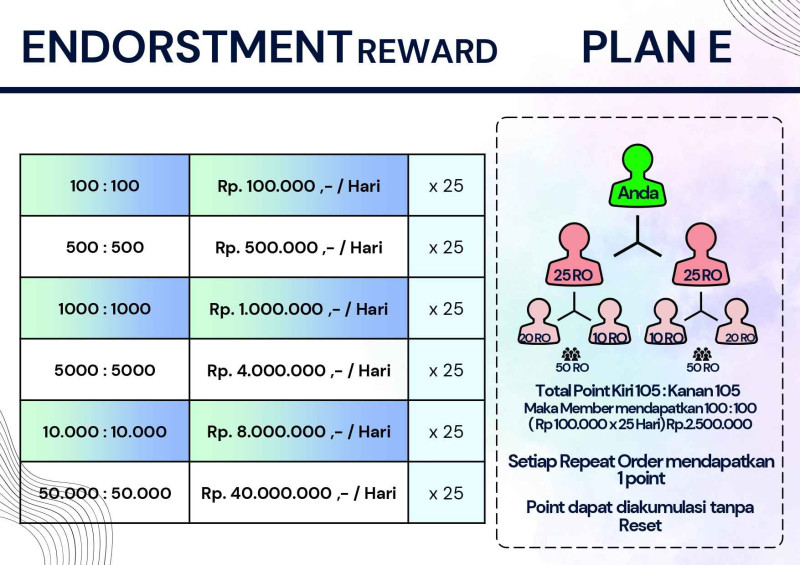 ENDORSTMENT REWARD PLAN E
100 : 100 Rp. 100.000 ,- / Hari x 25
500 : 500 Rp. 500.000 ,- / Hari x 25
1000 : 1000 Rp. 1.000.000 ,- / Hari x 25
5000 : 5000 Rp. 4.000.000 ,- / Hari x 25
10.000 : 10.000 Rp. 8.000.000 ,- / Hari x 25
50.000 : 50.000 Rp. 40.000.000 ,- / Hari x 25
Anda
25 RO 25 RO
20 RO 10 RO 10 RO 20 RO
50 RO 50 RO
Total Point Kiri 105 : Kanan 105
Maka Member mendapatkan 100 : 100
( Rp 100.000 x 25 Hari) Rp.2.500.000
Setiap Repeat Order mendapatkan
1 point
Point dapat diakumulasi tanpa
Reset